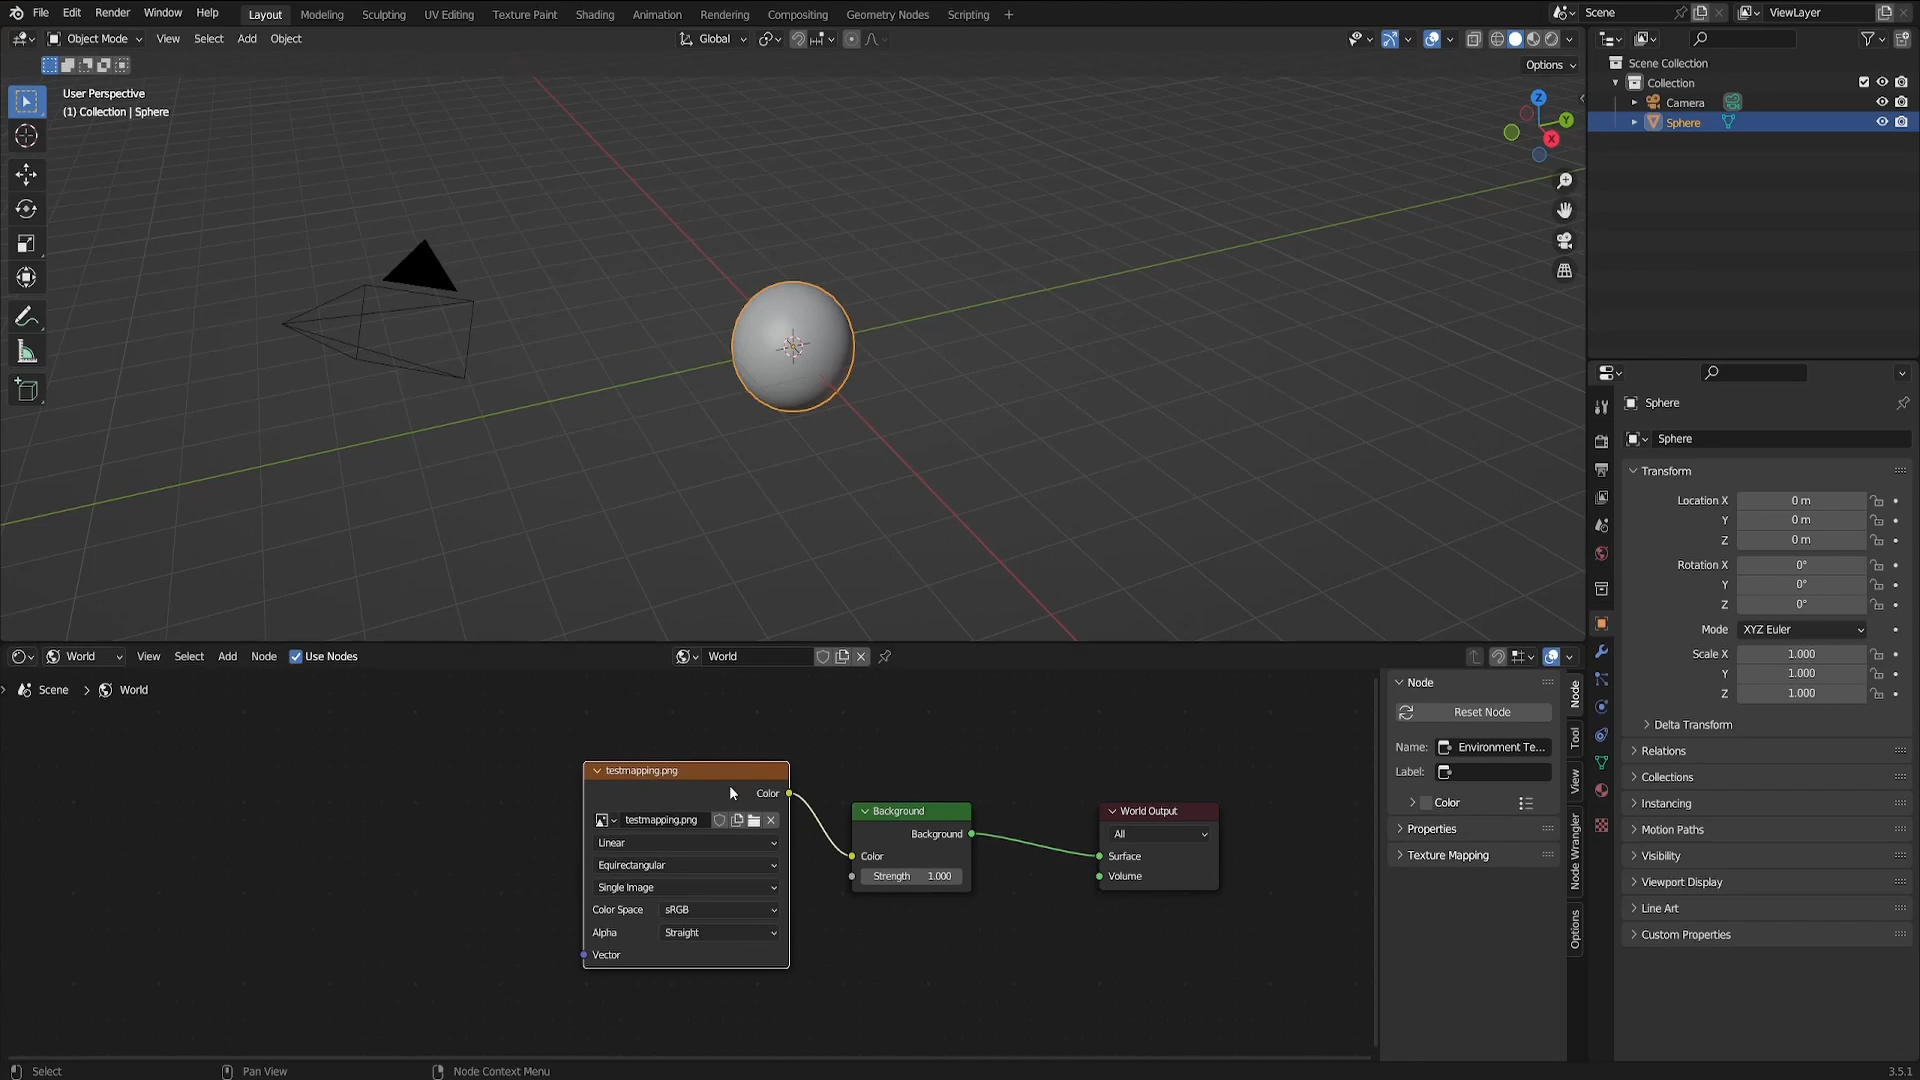 File Edit Render Window Help Layout Modeling Sculpting UV Editing Texture Paint Shading Animation Rendering Compositing Geometry Nodes Scripting + Scene ViewLayer
Object Mode View Select Add Object Global
Options
User Perspective
(1) Collection | Sphere
Z
Y
X
Scene Collection
Collection
Camera
Sphere
Sphere
Sphere
Transform
Location X 0 m
Y 0 m
Z 0 m
Rotation X 0°
Y 0°
Z 0°
Mode XYZ Euler
Scale X 1.000
Y 1.000
Z 1.000
Delta Transform
Relations
Collections
Instancing
Motion Paths
Visibility
Viewport Display
Line Art
Custom Properties
World View Select Add Node Use Nodes World
Scene > World
testmapping.png
Color
testmapping.png
Linear
Equirectangular
Single Image
Color Space sRGB
Alpha Straight
Vector
Background
Background
Color
Strength 1.000
World Output
All
Surface
Volume
Node
Reset Node
Name: Environment Te...
Label:
Color
Properties
Texture Mapping
Node
Tool
View
Node Wrangler
Options
Select Pan View Node Context Menu 3.5.1